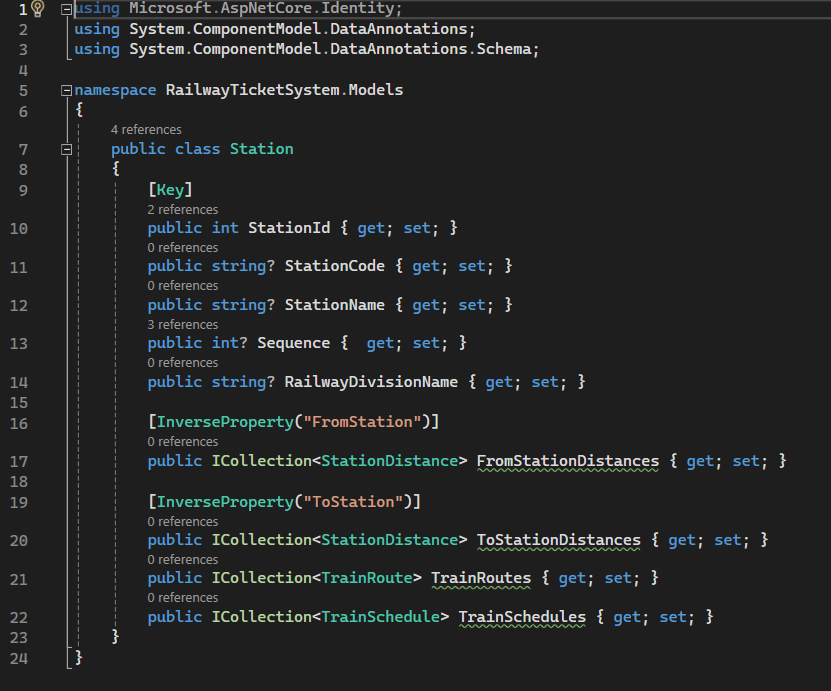 1 using Microsoft.AspNetCore.Identity;
2 using System.ComponentModel.DataAnnotations;
3 using System.ComponentModel.DataAnnotations.Schema;
4
5 namespace RailwayTicketSystem.Models
6 {
4 references
7 public class Station
8 {
9 [Key]
2 references
10 public int StationId { get; set; }
0 references
11 public string? StationCode { get; set; }
0 references
12 public string? StationName { get; set; }
3 references
13 public int? Sequence {  get; set; }
0 references
14 public string? RailwayDivisionName { get; set; }
15
16 [InverseProperty("FromStation")]
0 references
17 public ICollection<StationDistance> FromStationDistances { get; set; }
18
19 [InverseProperty("ToStation")]
0 references
20 public ICollection<StationDistance> ToStationDistances { get; set; }
0 references
21 public ICollection<TrainRoute> TrainRoutes { get; set; }
0 references
22 public ICollection<TrainSchedule> TrainSchedules { get; set; }
23 }
24 }